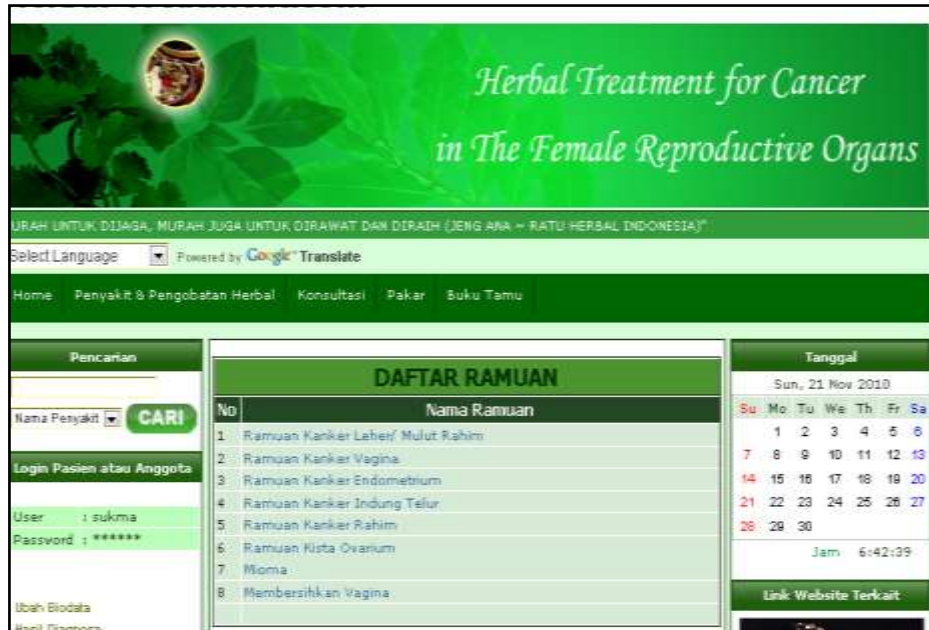 Herbal Treatment for Cancer
in The Female Reproductive Organs
URAH UNTUK DIJAGA, MURAH JUGA UNTUK DIRAWAT DAN DIRAIH (JENG ANA ~ RATU HERBAL INDONESIA)"
Select Language Powered by Google Translate
Home Penyakit & Pengobatan Herbal Konsultasi Pakar Buku Tamu
Pencarian
Nama Penyakit CARI
Login Pasien atau Anggota
User : sukma
Password : ******
Ubah Biodata
Hasil Diagnosa
DAFTAR RAMUAN
No Nama Ramuan
1 Ramuan Kanker Leher/ Mulut Rahim
2 Ramuan Kanker Vagina
3 Ramuan Kanker Endometrium
4 Ramuan Kanker Indung Telur
5 Ramuan Kanker Rahim
6 Ramuan Kista Ovarium
7 Mioma
8 Membersihkan Vagina
Tanggal
Sun, 21 Nov 2010
Su Mo Tu We Th Fr Sa
1 2 3 4 5 6
7 8 9 10 11 12 13
14 15 16 17 18 19 20
21 22 23 24 25 26 27
28 29 30
Jam 6:42:39
Link Website Terkait